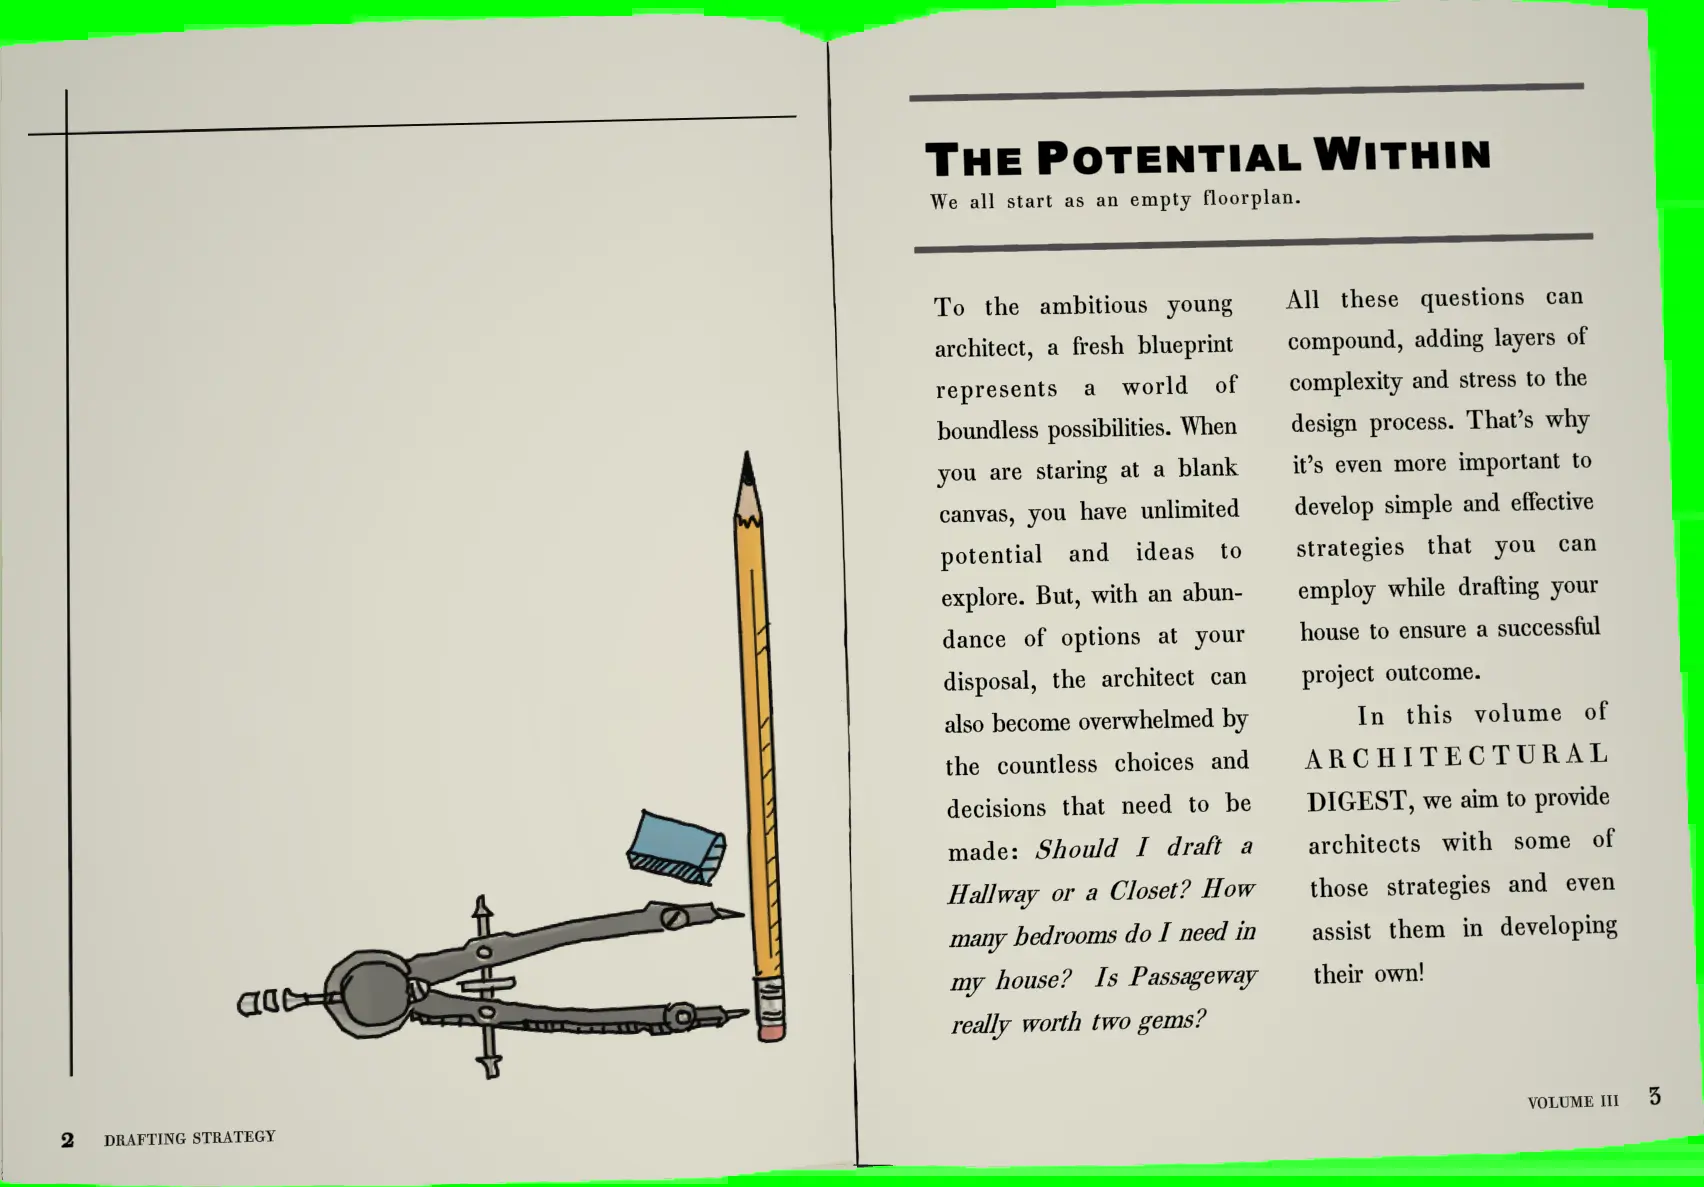 2 DRAFTING STRATEGY
THE POTENTIAL WITHIN
We all start as an empty floorplan.
To the ambitious young
architect, a fresh blueprint
represents a world of
boundless possibilities. When
you are staring at a blank
canvas, you have unlimited
potential and ideas to
explore. But, with an abun-
dance of options at your
disposal, the architect can
also become overwhelmed by
the countless choices and
decisions that need to be
made: Should I draft a
Hallway or a Closet? How
many bedrooms do I need in
my house? Is Passageway
really worth two gems?
All these questions can
compound, adding layers of
complexity and stress to the
design process. That's why
it's even more important to
develop simple and effective
strategies that you can
employ while drafting your
house to ensure a successful
project outcome.
In this volume of
ARCHITECTURAL
DIGEST, we aim to provide
architects with some of
those strategies and even
assist them in developing
their own!
VOLUME III 3